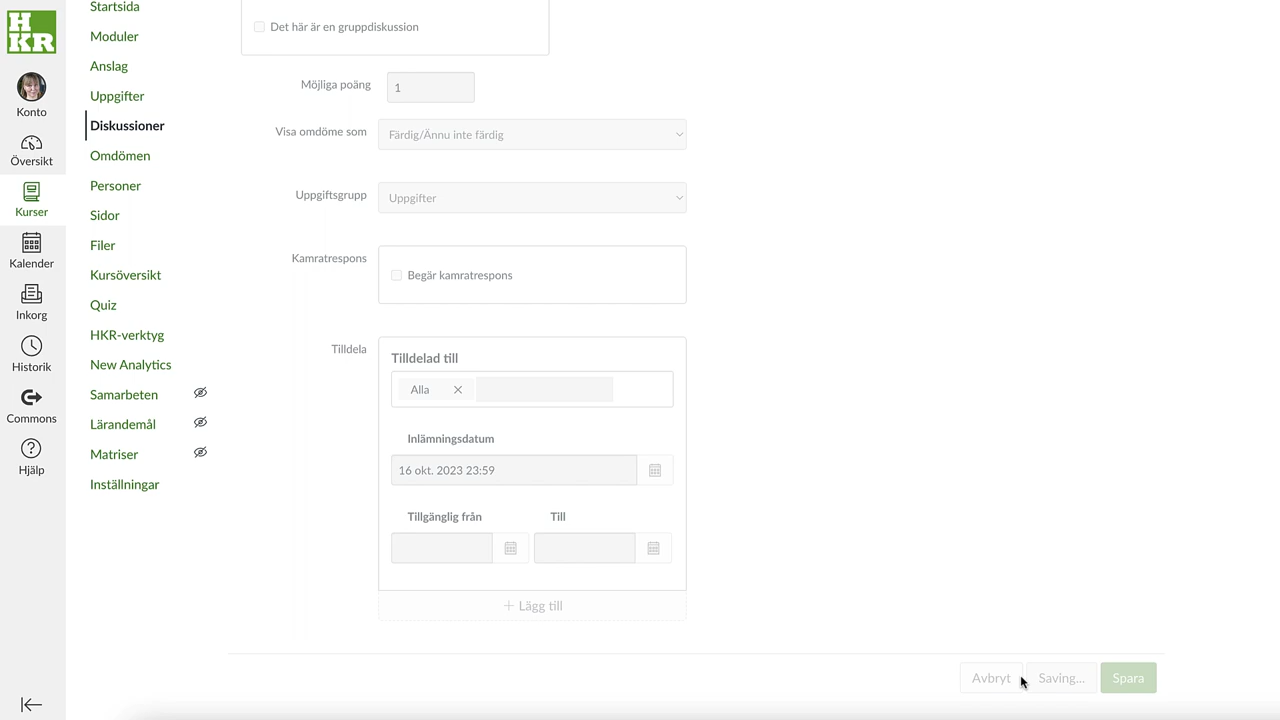 HKR
Konto
Översikt
Kurser
Kalender
Inkorg
Historik
Commons
Hjälp
Startsida
Moduler
Anslag
Uppgifter
Diskussioner
Omdömen
Personer
Sidor
Filer
Kursöversikt
Quiz
HKR-verktyg
New Analytics
Samarbeten
Lärandemål
Matriser
Inställningar
Det här är en gruppdiskussion
Möjliga poäng 1
Visa omdöme som Färdig/Ännu inte färdig
Uppgiftsgrupp Uppgifter
Kamratrespons
Begär kamratrespons
Tilldela
Tilldelad till
Alla
Inlämningsdatum
16 okt. 2023 23:59
Tillgänglig från Till
+ Lägg till
Avbryt Saving... Spara